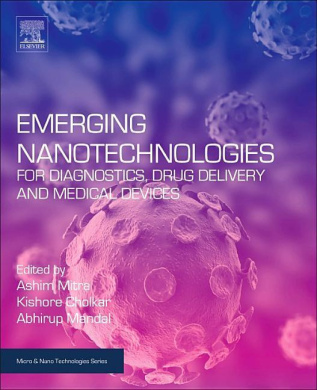 ELSEVIER
EMERGING
NANOTECHNOLOGIES
FOR DIAGNOSTICS, DRUG DELIVERY
AND MEDICAL DEVICES
Edited by
Ashim Mitra
Kishore Cholkar
Abhirup Mandal
Micro & Nano Technologies Series